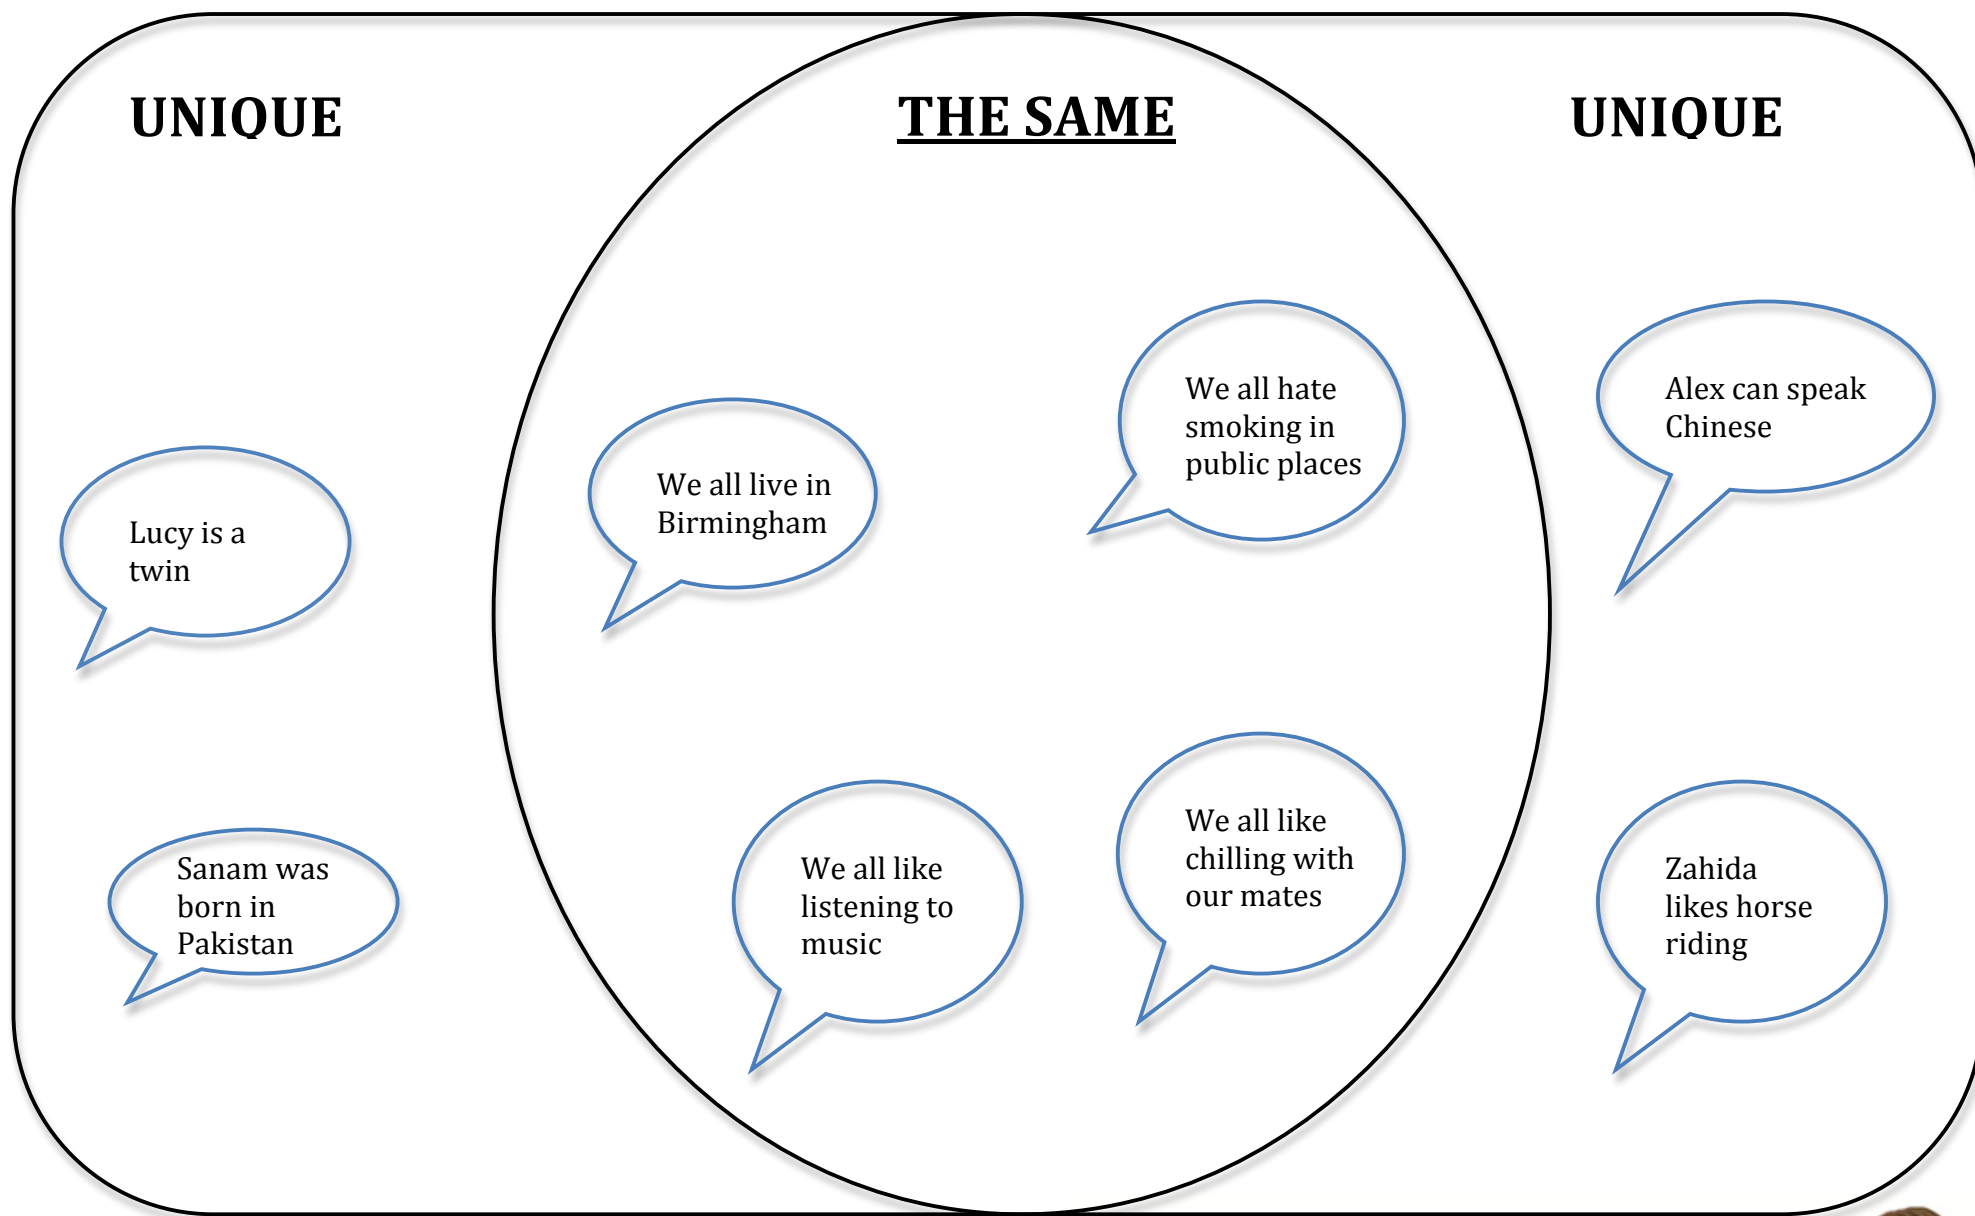 UNIQUE
THE SAME
UNIQUE
Lucy is a
twin
Sanam was
born in
Pakistan
We all live in
Birmingham
We all hate
smoking in
public places
We all like
listening to
music
We all like
chilling with
our mates
Alex can speak
Chinese
Zahida
likes horse
riding